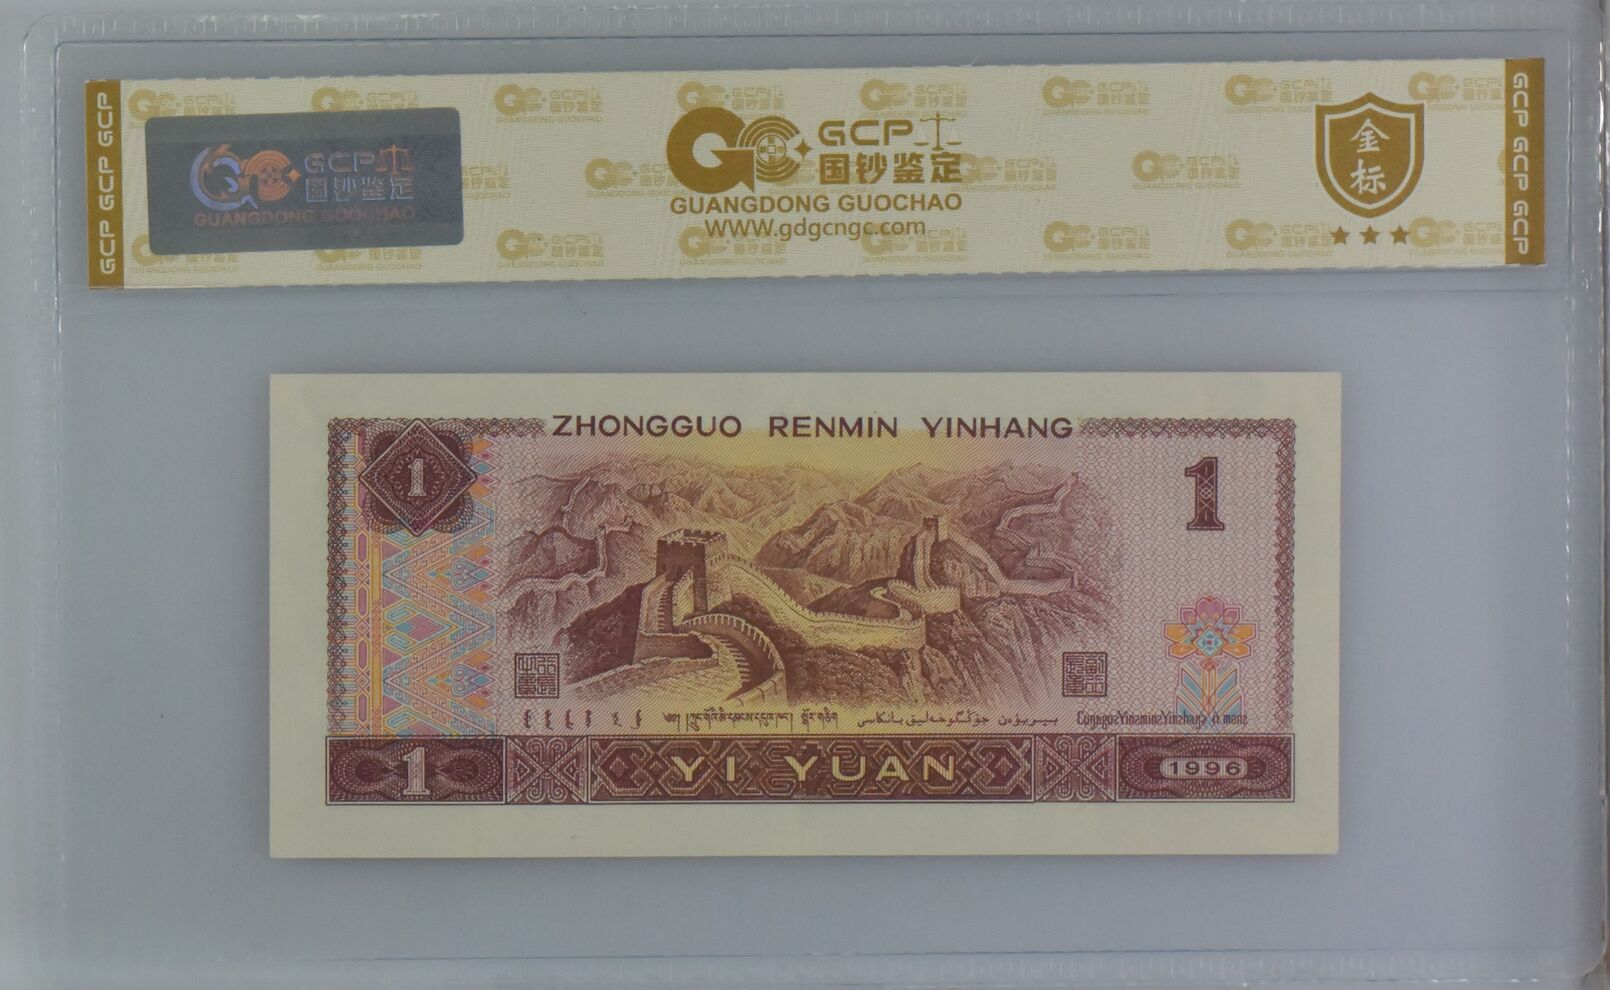 GCP GCP GCP
GCP
国钞鉴定
GUANGDONG GUOCHAO
GCP
国钞鉴定
GUANGDONG GUOCHAO
www.gdgcngc.com
金标
GCP GCP GCP
ZHONGGUO RENMIN YINHANG
1
1
1
YI YUAN
1996